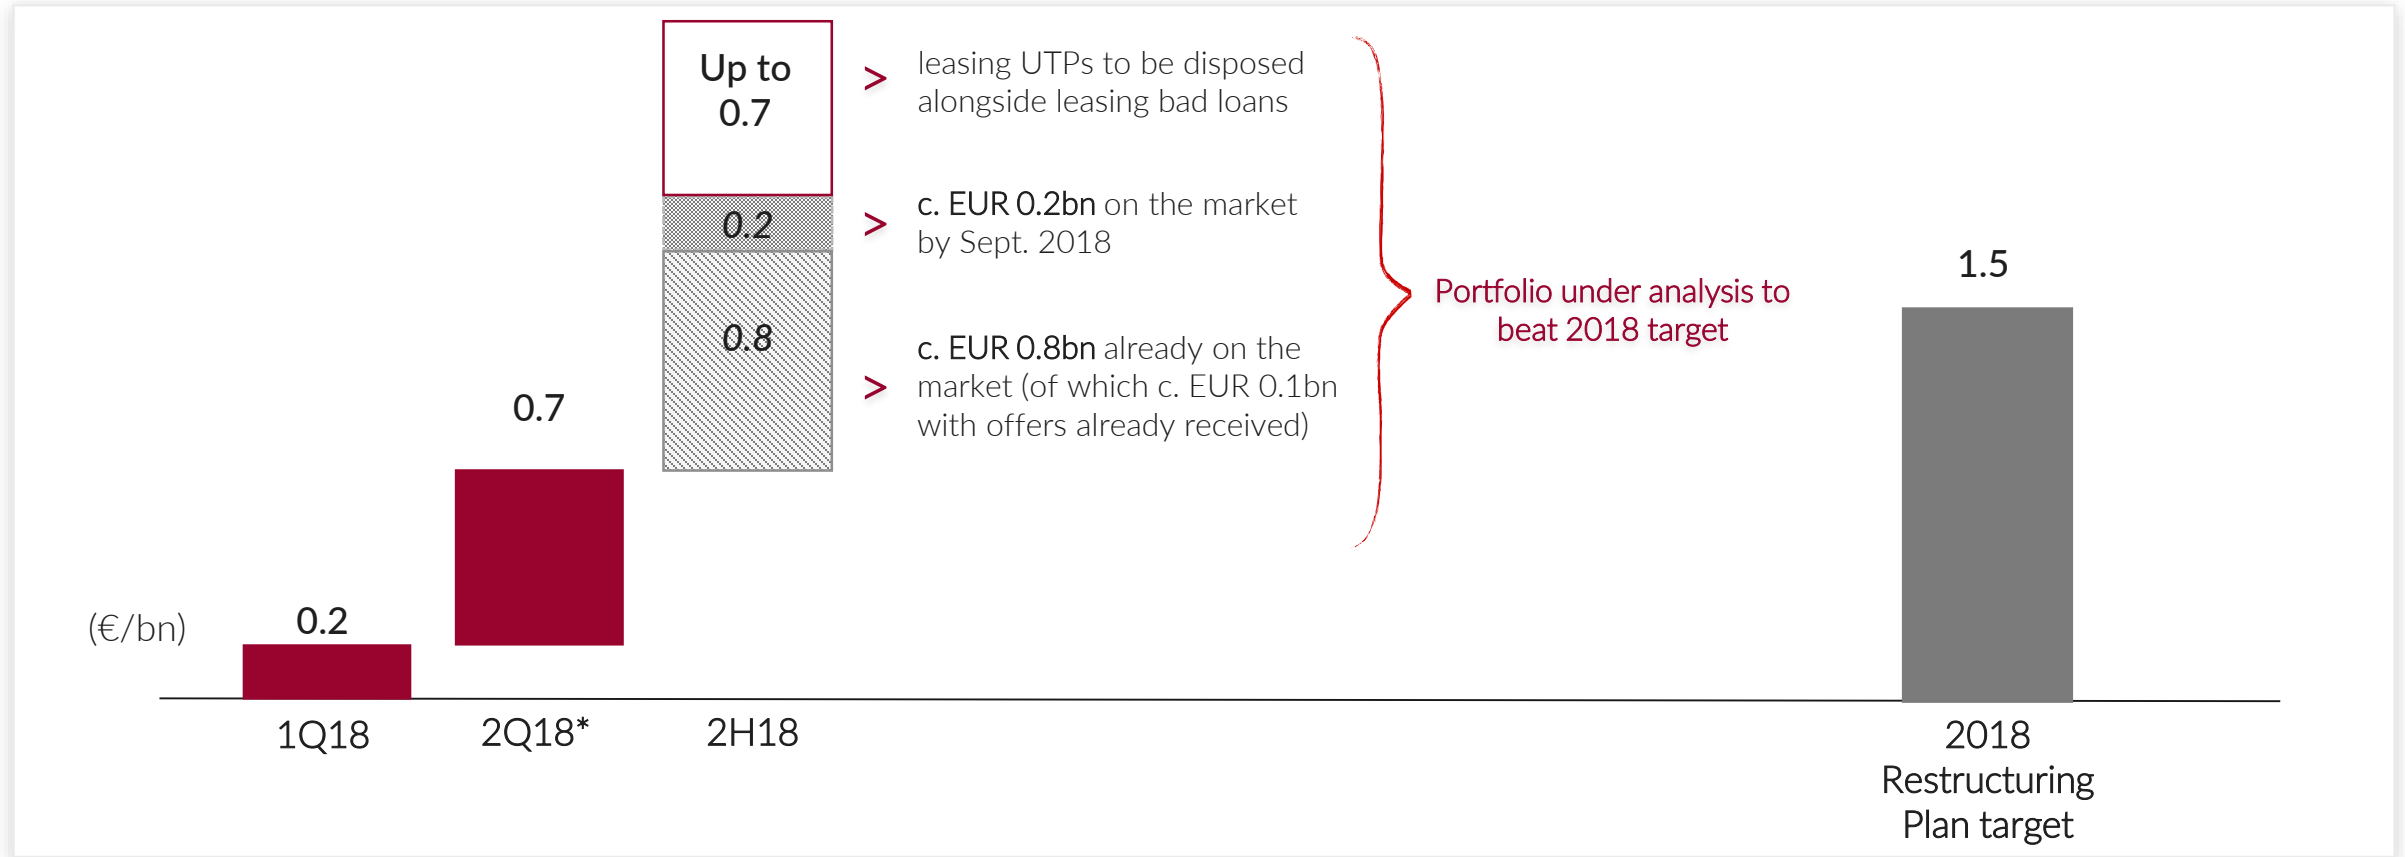 Up to
0.7
> leasing UTPs to be disposed
alongside leasing bad loans
0.2
> c. EUR 0.2bn on the market
by Sept. 2018
0.8
> c. EUR 0.8bn already on the
market (of which c. EUR 0.1bn
with offers already received)
Portfolio under analysis to
beat 2018 target
1.5
0.7
0.2
(€/bn)
1Q18
2Q18*
2H18
2018
Restructuring
Plan target